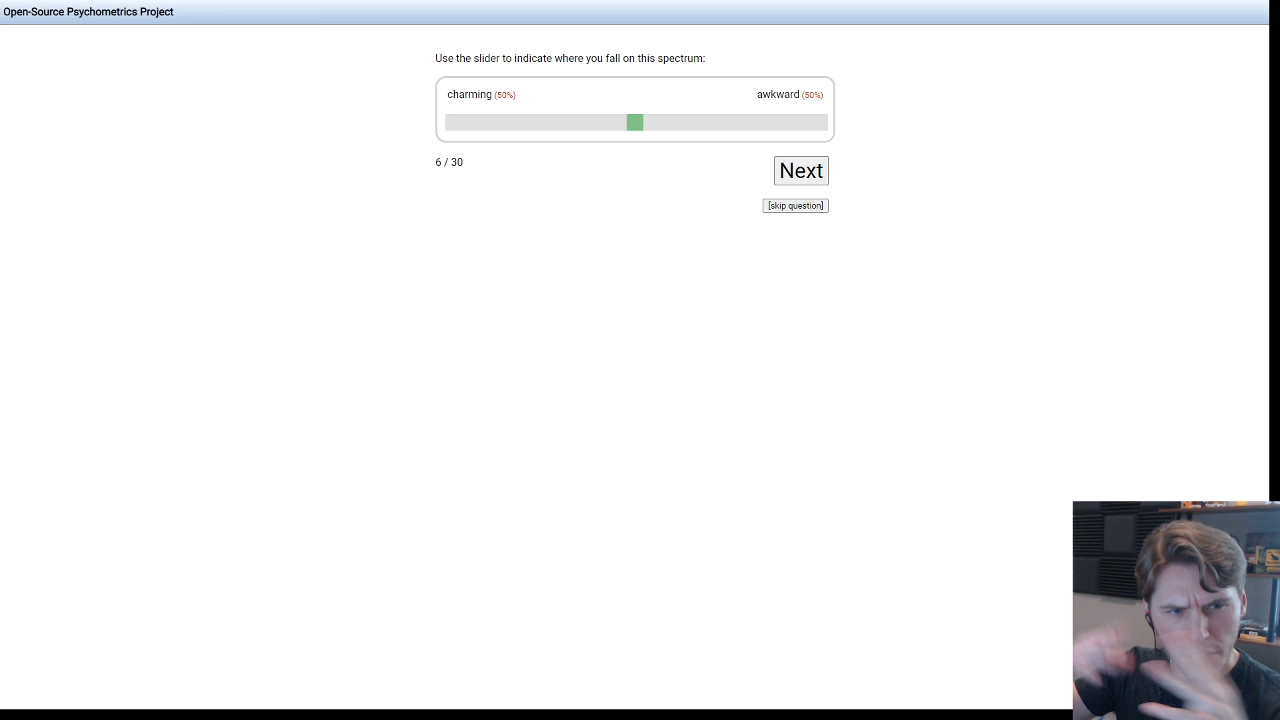 Open-Source Psychometrics Project
Use the slider to indicate where you fall on this spectrum:
charming (50%) awkward (50%)
6 / 30 Next
[skip question]